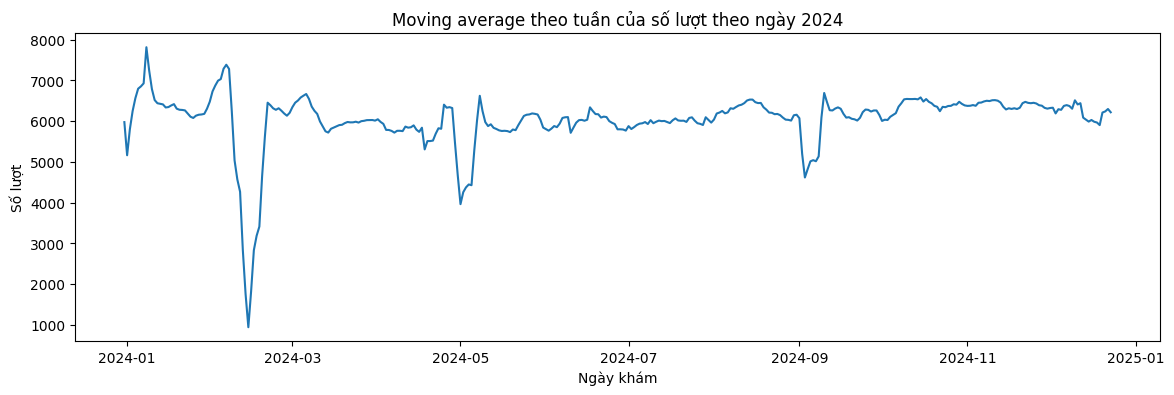 Moving average theo tuần của số lượt theo ngày 2024
Số lượt
8000
7000
6000
5000
4000
3000
2000
1000
2024-01 2024-03 2024-05 2024-07 2024-09 2024-11 2025-01
Ngày khám